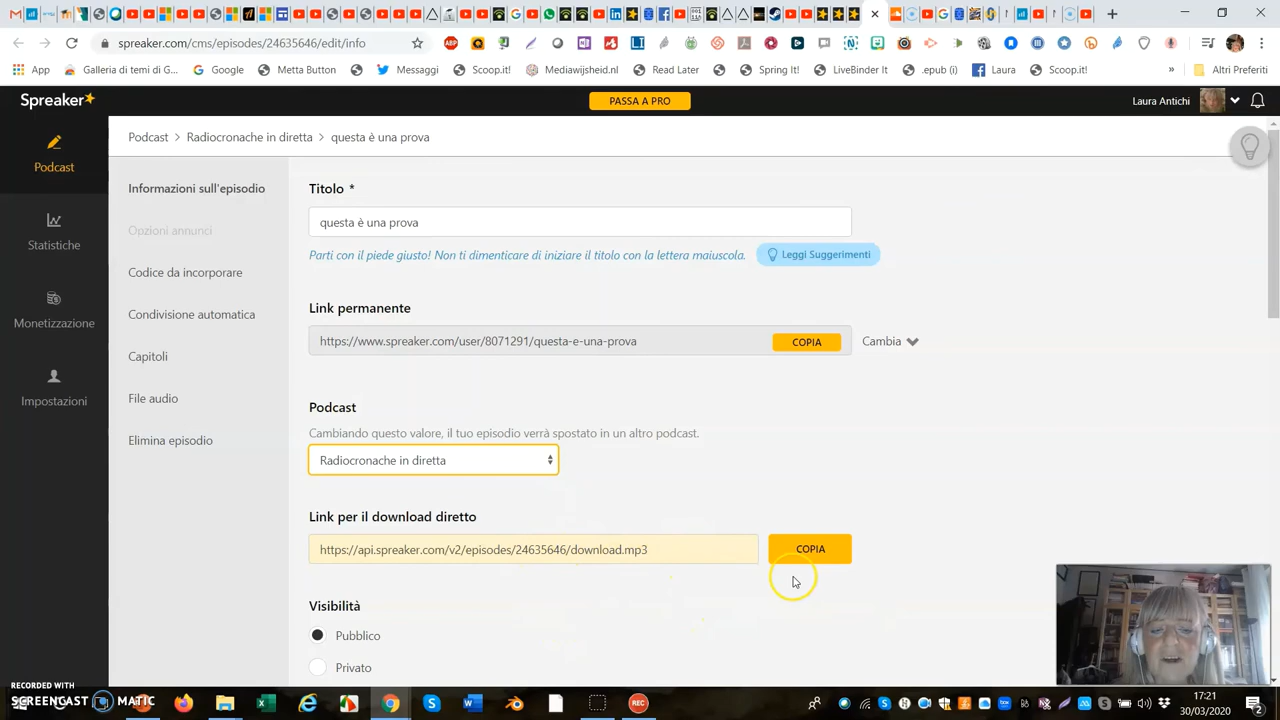 spreaker.com/cms/episodes/24635646/edit/info
App
Galleria di temi di G...
Google
Metta Button
Messaggi
Scoop.it!
Mediawijsheid.nl
Read Later
Spring It!
LiveBinder It
.epub (i)
Laura
Scoop.it!
»
Altri Preferiti
Spreaker
PASSA A PRO
Laura Antichi
Podcast
Statistiche
Monetizzazione
Impostazioni
Podcast > Radiocronache in diretta > questa è una prova
Informazioni sull'episodio
Opzioni annunci
Codice da incorporare
Condivisione automatica
Capitoli
File audio
Elimina episodio
Titolo *
questa è una prova
Parti con il piede giusto! Non ti dimenticare di iniziare il titolo con la lettera maiuscola.
Leggi Suggerimenti
Link permanente
https://www.spreaker.com/user/8071291/questa-e-una-prova
COPIA
Cambia
Podcast
Cambiando questo valore, il tuo episodio verrà spostato in un altro podcast.
Radiocronache in diretta
Link per il download diretto
https://api.spreaker.com/v2/episodes/24635646/download.mp3
COPIA
Visibilità
Pubblico
Privato
RECORDED WITH
SCREENCAST MATIC
REC
17:21
30/03/2020